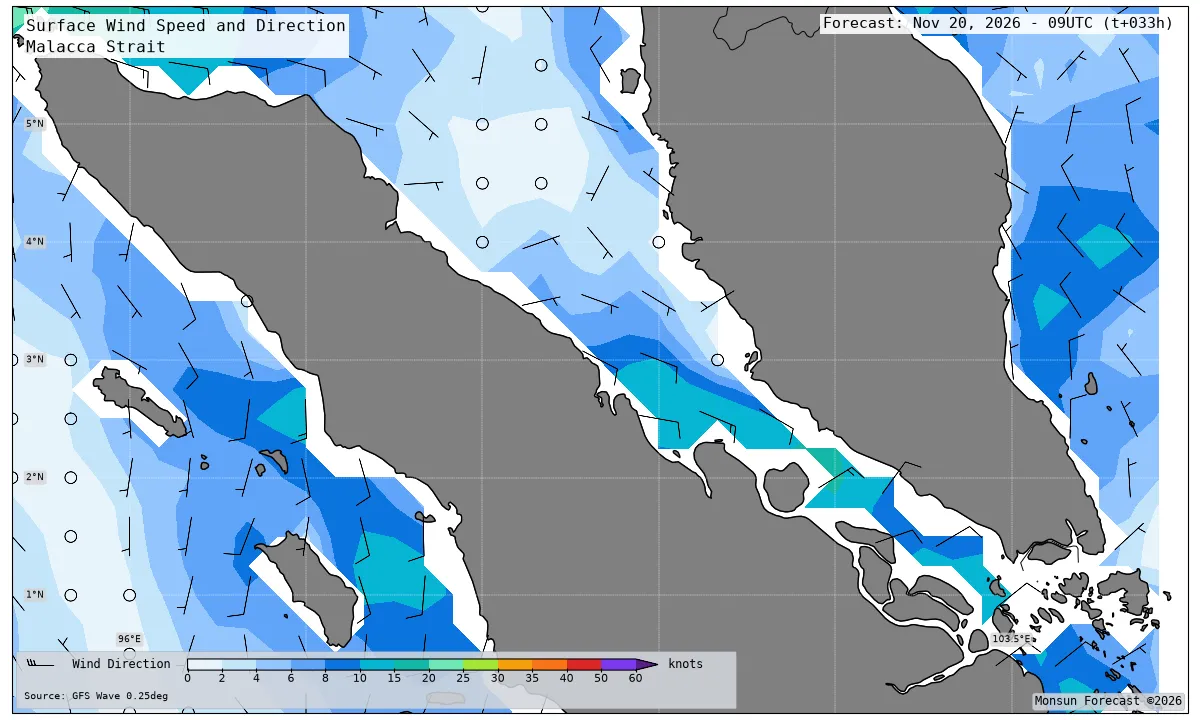 Surface Wind Speed and Direction
Malacca Strait
Forecast: Nov 20, 2026 - 09UTC (t+033h)
5°N
4°N
3°N
2°N
1°N
96°E
103.5°E
Wind Direction
knots
0 2 4 6 8 10 15 20 25 30 35 40 50 60
Source: GFS Wave 0.25deg
Monsun Forecast ©2026